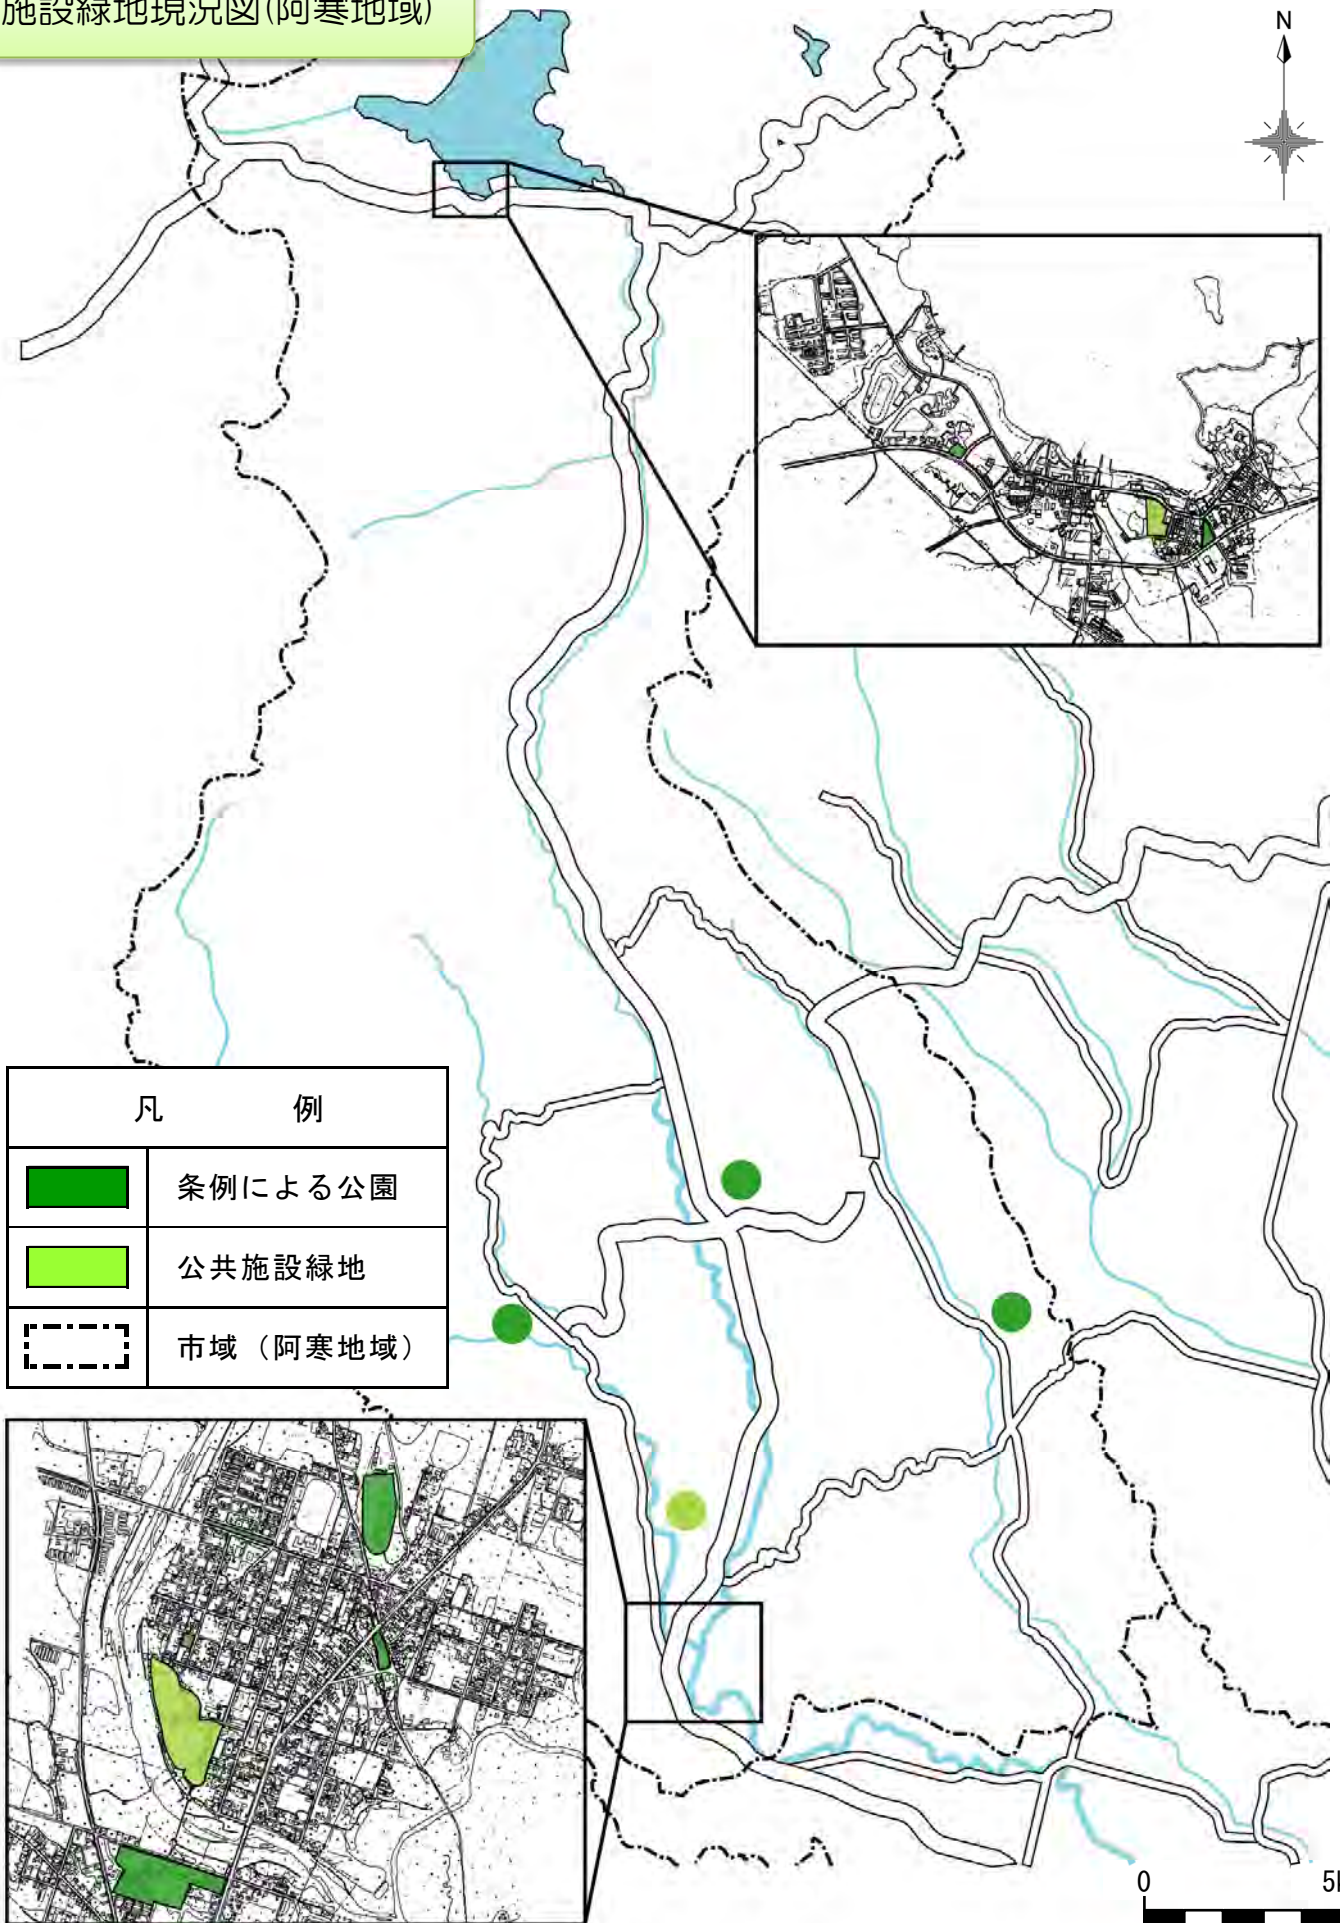 施設緑地現況図(阿寒地域)
N
凡 例
条例による公園
公共施設緑地
市域（阿寒地域）
0 5